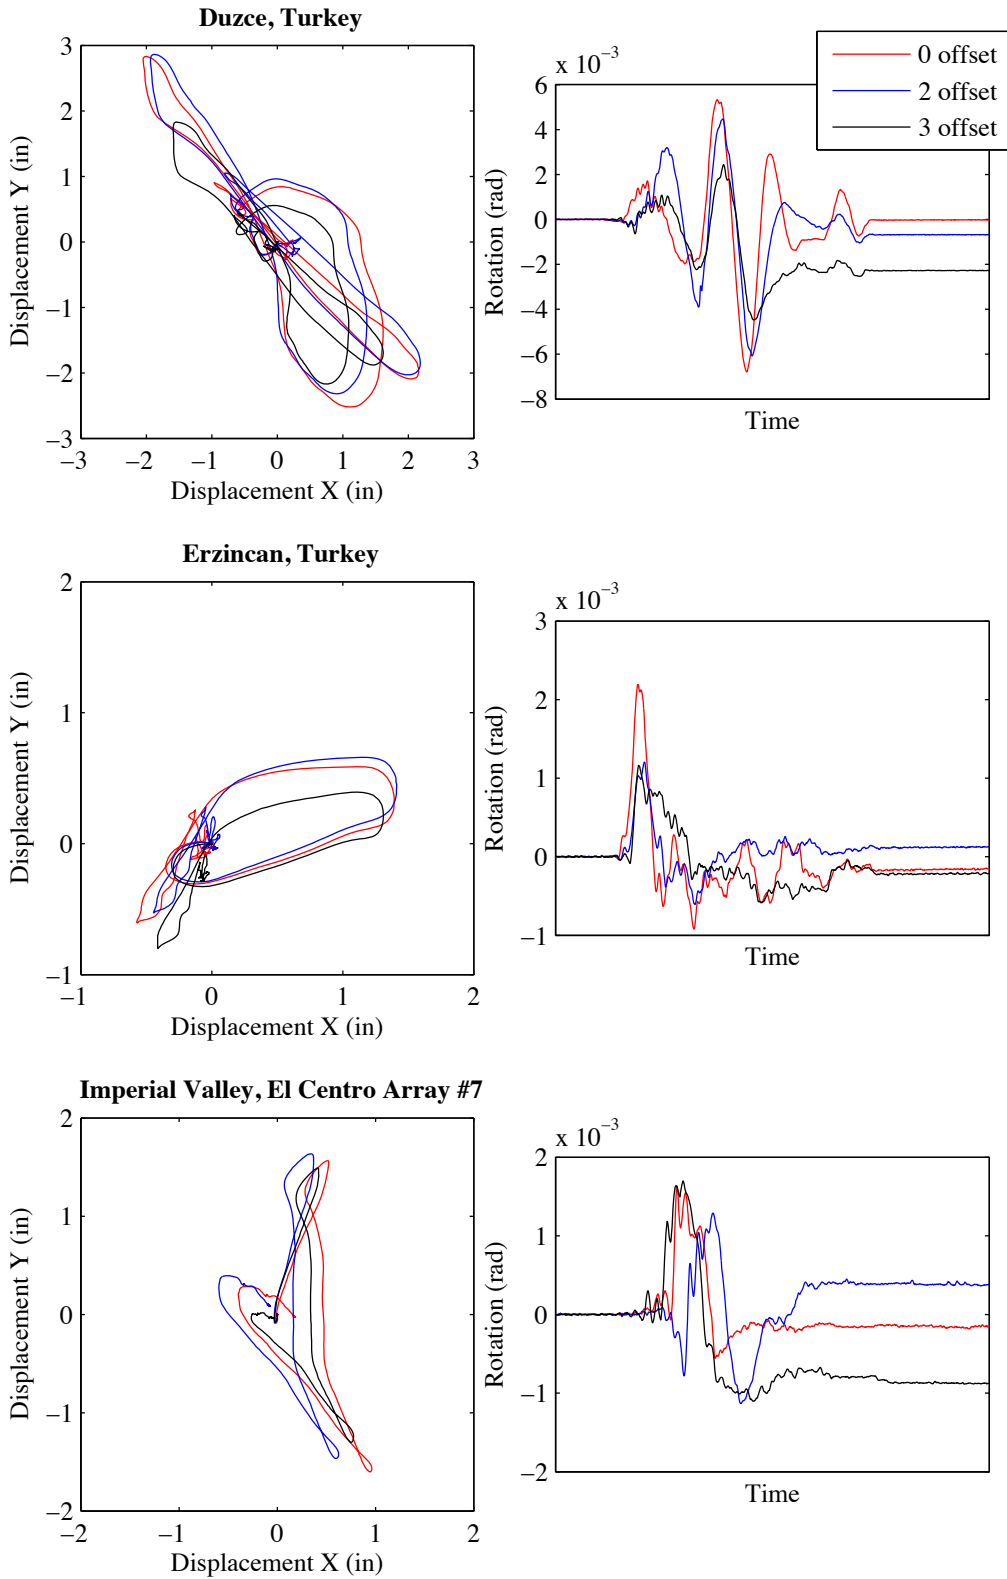 Duzce, Turkey
3
2
1
0
−1
−2
−3
−3 −2 −1 0 1 2 3
Displacement Y (in)
Displacement X (in)
x 10−3
6
4
2
0
−2
−4
−6
−8
Rotation (rad)
Time
0 offset
2 offset
3 offset
Erzincan, Turkey
2
1
0
−1
−1 0 1 2
Displacement Y (in)
Displacement X (in)
x 10−3
3
2
1
0
−1
Rotation (rad)
Time
Imperial Valley, El Centro Array #7
2
1
0
−1
−2
−2 −1 0 1 2
Displacement Y (in)
Displacement X (in)
x 10−3
2
1
0
−1
−2
Rotation (rad)
Time